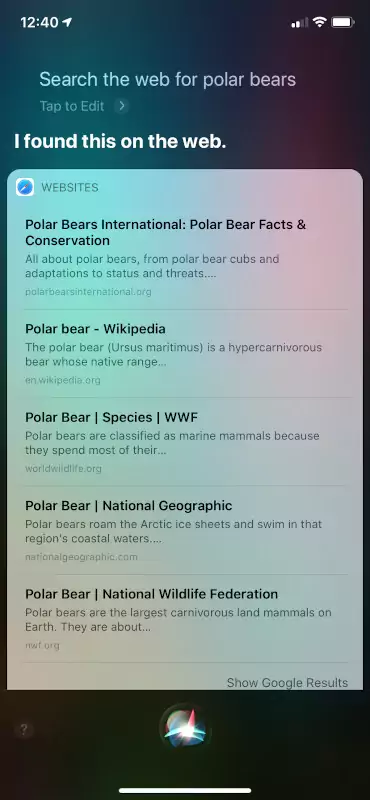 12:40
Search the web for polar bears
Tap to Edit
I found this on the web.
WEBSITES
Polar Bears International: Polar Bear Facts &
Conservation
All about polar bears, from polar bear cubs and
adaptations to status and threats....
polarbearsinternational.org
Polar bear - Wikipedia
The polar bear (Ursus maritimus) is a hypercarnivorous
bear whose native range...
en.wikipedia.org
Polar Bear | Species | WWF
Polar bears are classified as marine mammals because
they spend most of their...
worldwildlife.org
Polar Bear | National Geographic
Polar bears roam the Arctic ice sheets and swim in that
region's coastal waters....
nationalgeographic.com
Polar Bear | National Wildlife Federation
Polar bears are the largest carnivorous land mammals on
Earth. They are about...
nwf.org
Show Google Results
?